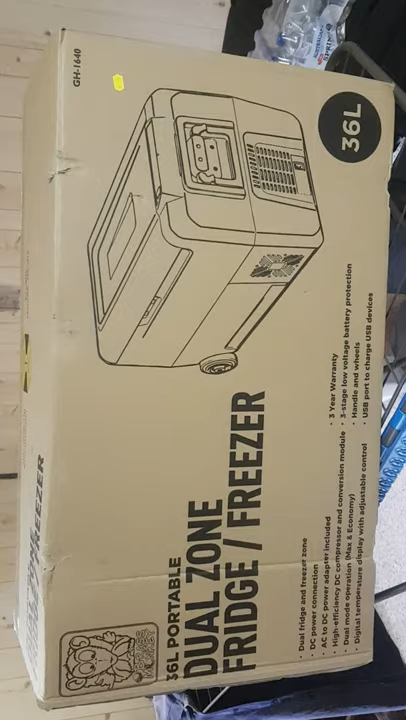 GH-1640
36L
36L PORTABLE
DUAL ZONE
FRIDGE / FREEZER
• Dual fridge and freezer zone
• DC power connection
• AC to DC power adapter included
• High-efficiency DC compressor and conversion module
• Dual mode operation (Max & Economy)
• Digital temperature display with adjustable control
• 3 Year Warranty
• 3-stage low voltage battery protection
• Handle and wheels
• USB port to charge USB devices
FREEZER